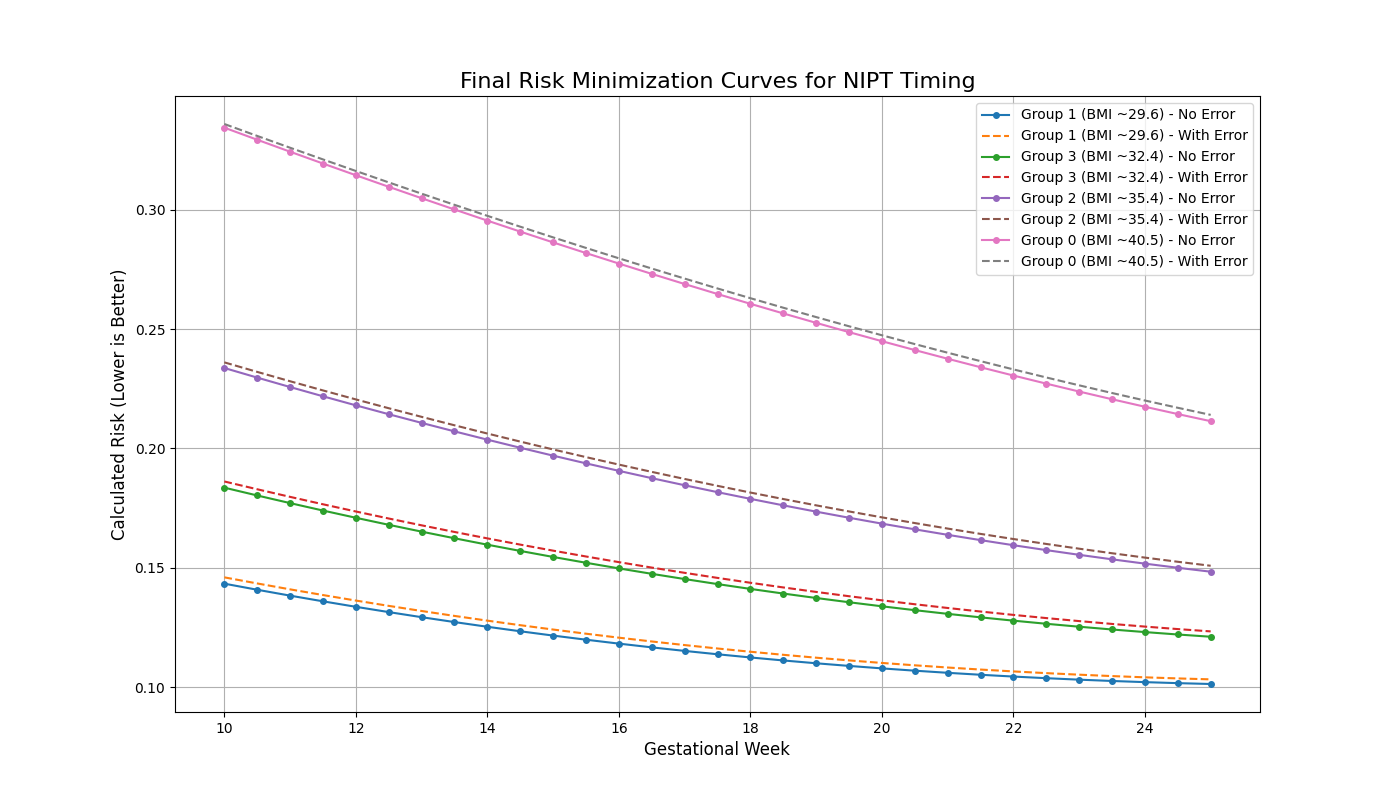 Final Risk Minimization Curves for NIPT Timing
Group 1 (BMI ~29.6) - No Error
Group 1 (BMI ~29.6) - With Error
Group 3 (BMI ~32.4) - No Error
Group 3 (BMI ~32.4) - With Error
Group 2 (BMI ~35.4) - No Error
Group 2 (BMI ~35.4) - With Error
Group 0 (BMI ~40.5) - No Error
Group 0 (BMI ~40.5) - With Error
Calculated Risk (Lower is Better)
0.30
0.25
0.20
0.15
0.10
10 12 14 16 18 20 22 24
Gestational Week